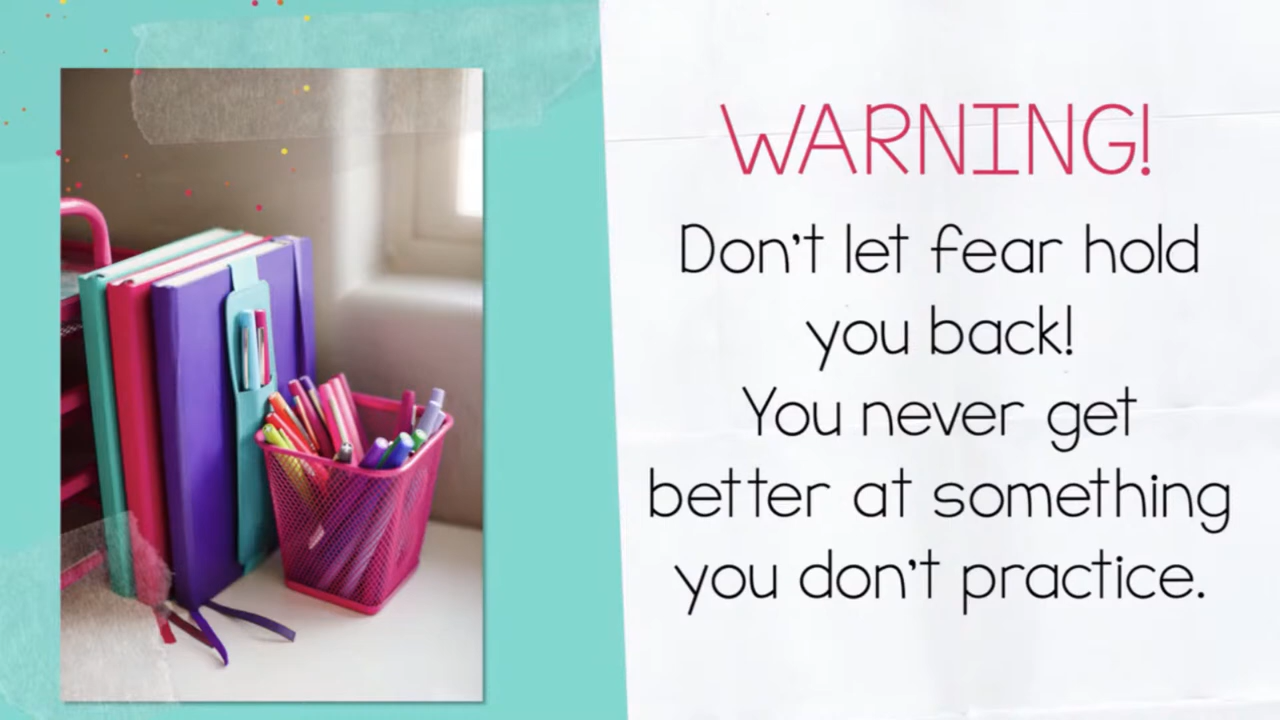 WARNING!
Don't let fear hold
you back!
You never get
better at something
you don't practice.